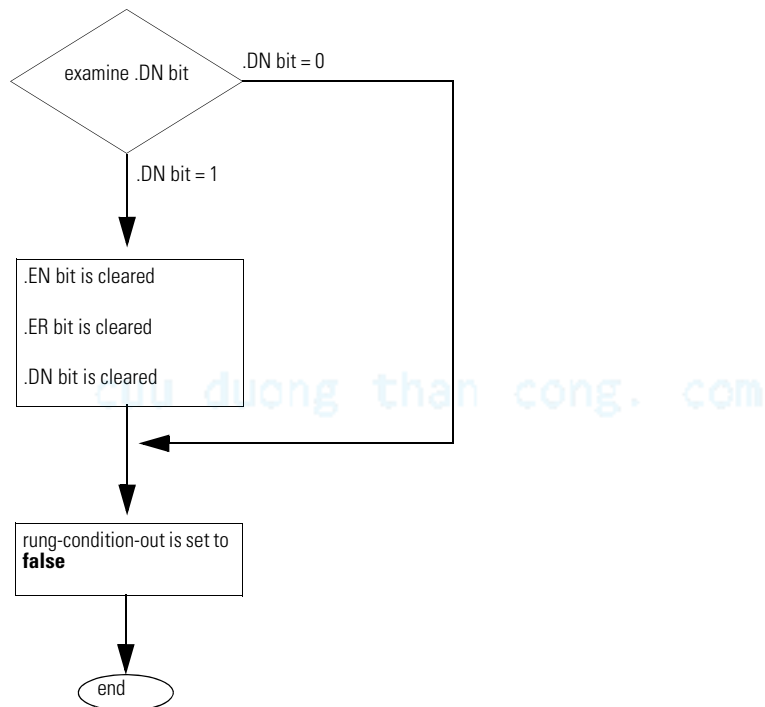 .DN bit = 0
examine .DN bit
.DN bit = 1
.EN bit is cleared
.ER bit is cleared
.DN bit is cleared
cuu duong than cong. com
rung-condition-out is set to
false
end